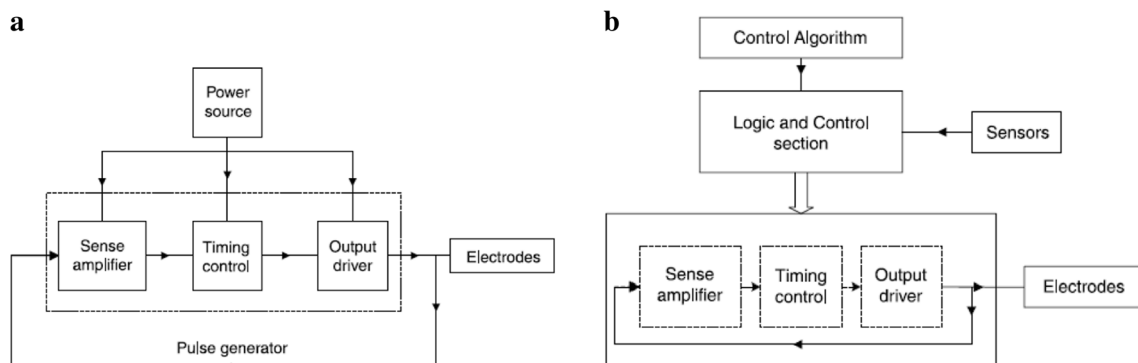 a
Power
source
Sense
amplifier
Timing
control
Output
driver
Electrodes
Pulse generator
b
Control Algorithm
Logic and Control
section
Sensors
Sense
amplifier
Timing
control
Output
driver
Electrodes